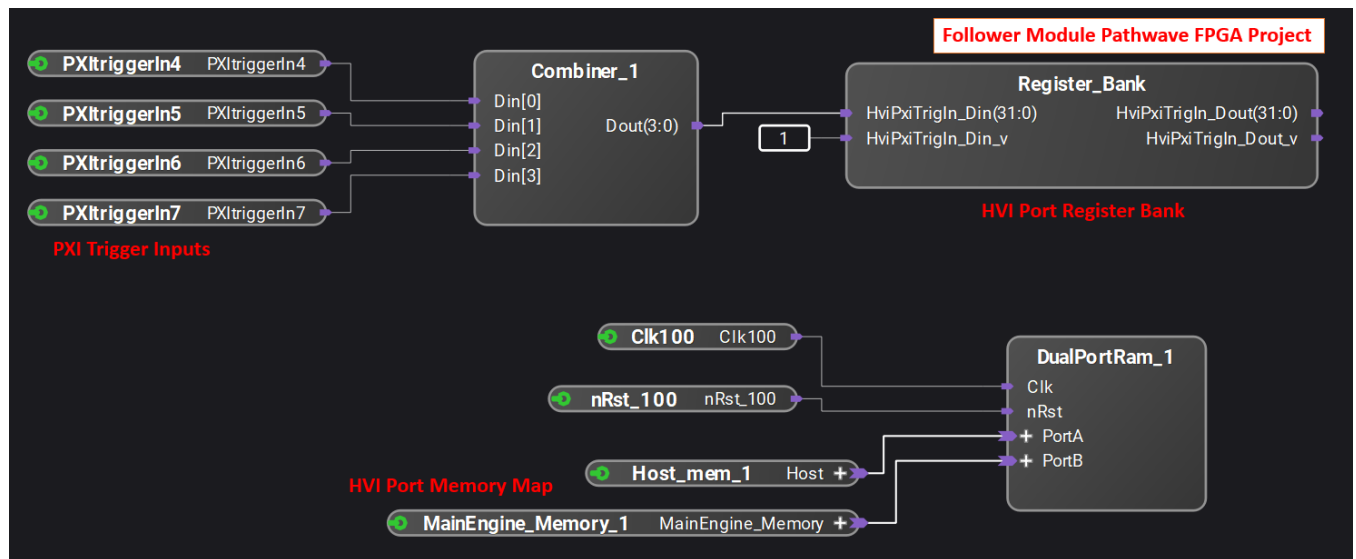 Follower Module Pathwave FPGA Project
PXItriggerIn4 PXItriggerIn4
PXItriggerIn5 PXItriggerIn5
PXItriggerIn6 PXItriggerIn6
PXItriggerIn7 PXItriggerIn7
PXI Trigger Inputs
Combiner_1
Din[0]
Din[1] Dout(3:0)
Din[2]
Din[3]
1
Register_Bank
HviPxiTrigIn_Din(31:0) HviPxiTrigIn_Dout(31:0)
HviPxiTrigIn_Din_v HviPxiTrigIn_Dout_v
HVI Port Register Bank
Clk100 Clk100
nRst_100 nRst_100
Host_mem_1 Host +
HVI Port Memory Map
MainEngine_Memory_1 MainEngine_Memory +
DualPortRam_1
Clk
nRst
+ PortA
+ PortB